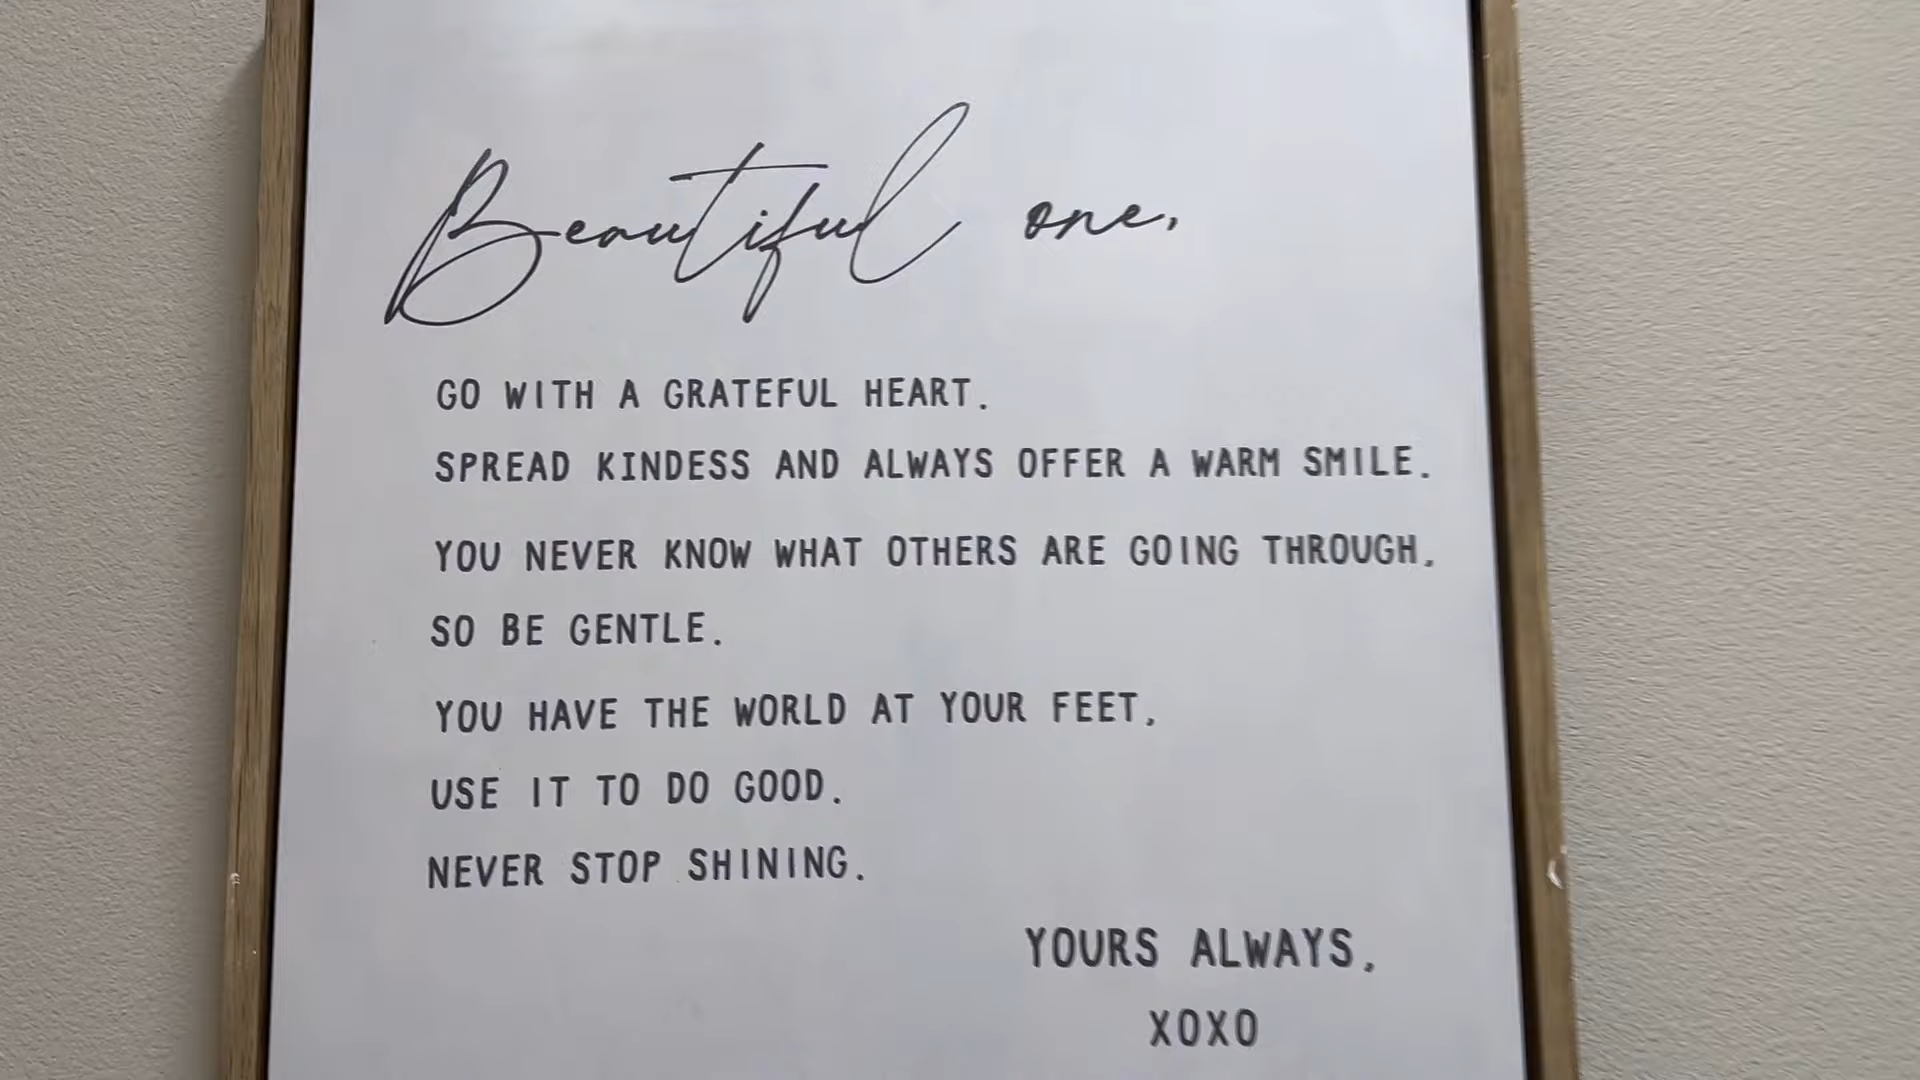 Beautiful one,
GO WITH A GRATEFUL HEART.
SPREAD KINDESS AND ALWAYS OFFER A WARM SMILE.
YOU NEVER KNOW WHAT OTHERS ARE GOING THROUGH,
SO BE GENTLE.
YOU HAVE THE WORLD AT YOUR FEET,
USE IT TO DO GOOD.
NEVER STOP SHINING.
YOURS ALWAYS,
XOXO